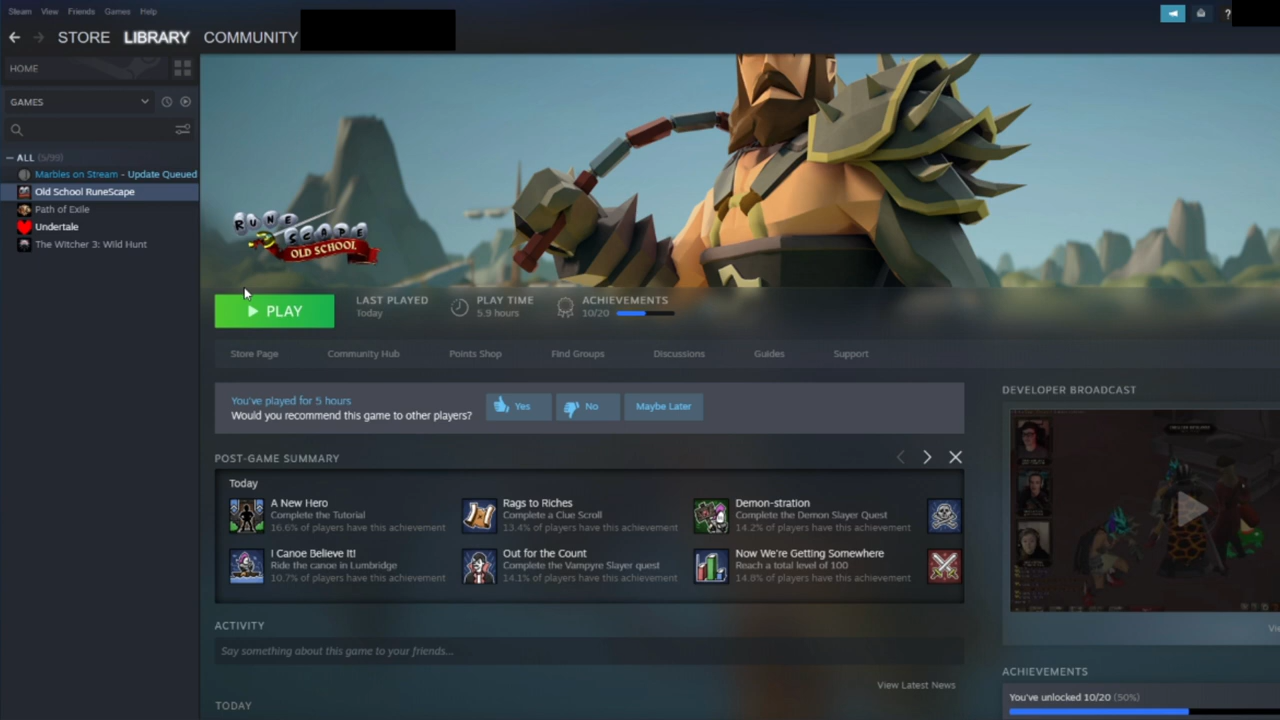 Steam View Friends Games Help
?
STORE LIBRARY COMMUNITY
HOME
GAMES
ALL (5/99)
Marbles on Stream - Update Queued
Old School RuneScape
Path of Exile
Undertale
The Witcher 3: Wild Hunt
RUNE
SCAPE
OLD SCHOOL
PLAY
LAST PLAYED
Today
PLAY TIME
5.9 hours
ACHIEVEMENTS
10/20
Store Page Community Hub Points Shop Find Groups Discussions Guides Support
You've played for 5 hours
Would you recommend this game to other players?
Yes No Maybe Later
POST-GAME SUMMARY
Today
A New Hero
Complete the Tutorial
16.6% of players have this achievement
Rags to Riches
Complete a Clue Scroll
13.4% of players have this achievement
Demon-stration
Complete the Demon Slayer Quest
14.2% of players have this achievement
I Canoe Believe It!
Ride the canoe in Lumbridge
10.7% of players have this achievement
Out for the Count
Complete the Vampyre Slayer quest
14.1% of players have this achievement
Now We're Getting Somewhere
Reach a total level of 100
14.8% of players have this achievement
ACTIVITY
Say something about this game to your friends...
View Latest News
TODAY
DEVELOPER BROADCAST
ACHIEVEMENTS
You've unlocked 10/20 (50%)